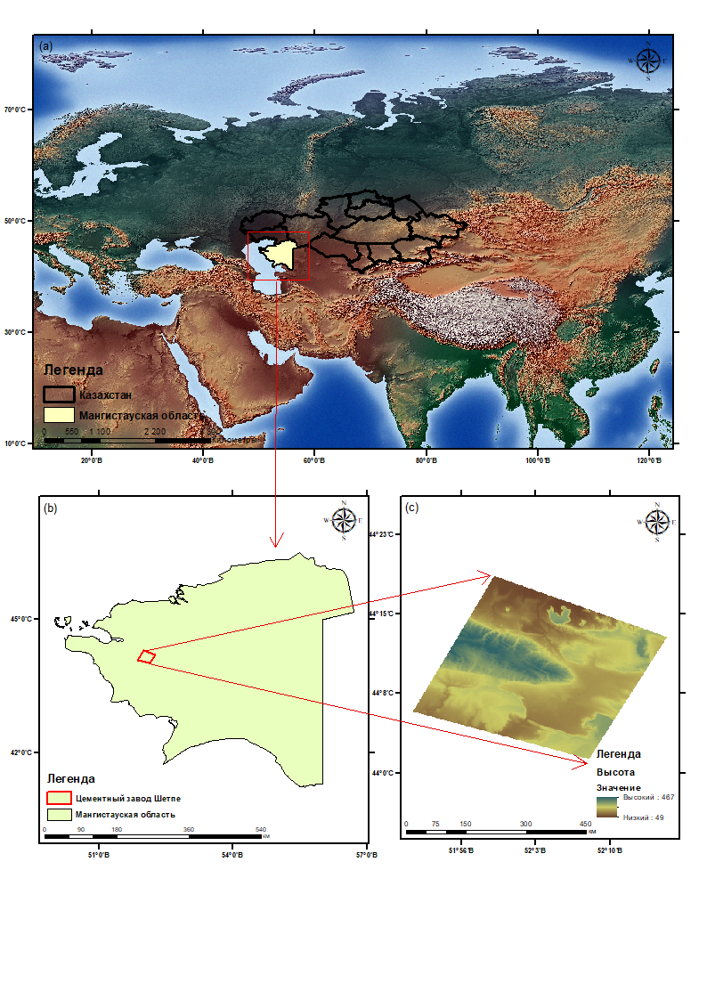 (a)
N
W E
S
70°0'С
50°0'С
30°0'С
10°0'С
Легенда
Казахстан
Мангистауская область
0 550 1 100 2 200
Километры
20°0'В 40°0'В 60°0'В 80°0'В 100°0'В 120°0'В
(b)
N
W E
S
45°0'С
42°0'С
Легенда
Цементный завод Шетпе
Мангистауская область
0 90 180 360 540
км
51°0'В 54°0'В 57°0'В
(c)
N
W E
S
44°23'С
44°15'С
44°8'С
44°0'С
Легенда
Высота
Значение
Высокий : 467
Низкий : 49
0 75 150 300 450
км
51°56'В 52°3'В 52°10'В